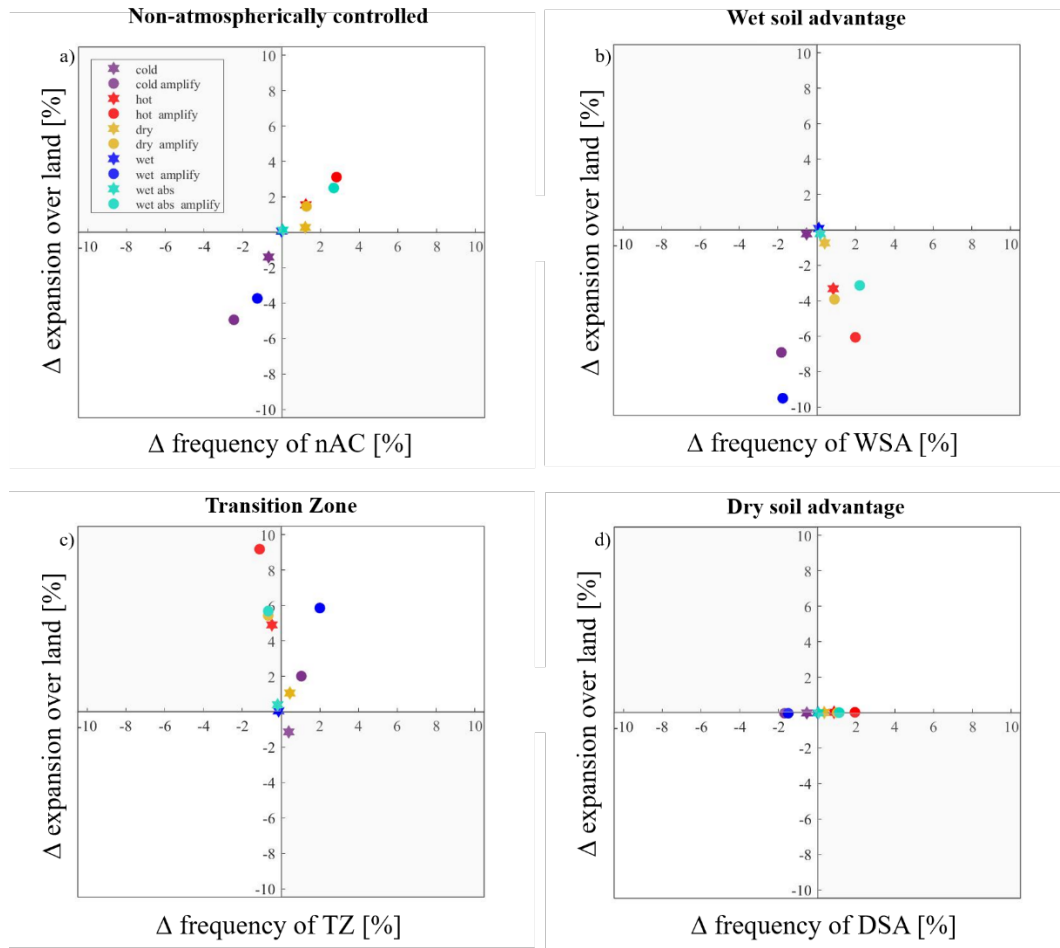 Non-atmospherically controlled
a)
Δ expansion over land [%]
10
8
6
4
2
-2
-4
-6
-8
-10
-10 -8 -6 -4 -2 2 4 6 8 10
cold
cold amplify
hot
hot amplify
dry
dry amplify
wet
wet amplify
wet abs
wet abs amplify
Δ frequency of nAC [%]
Wet soil advantage
b)
Δ expansion over land [%]
10
8
6
4
2
-2
-4
-6
-8
-10
-10 -8 -6 -4 -2 2 4 6 8 10
Δ frequency of WSA [%]
Transition Zone
c)
Δ expansion over land [%]
10
8
6
4
2
-2
-4
-6
-8
-10
-10 -8 -6 -4 -2 2 4 6 8 10
Δ frequency of TZ [%]
Dry soil advantage
d)
Δ expansion over land [%]
10
8
6
4
2
-2
-4
-6
-8
-10
-10 -8 -6 -4 -2 2 4 6 8 10
Δ frequency of DSA [%]